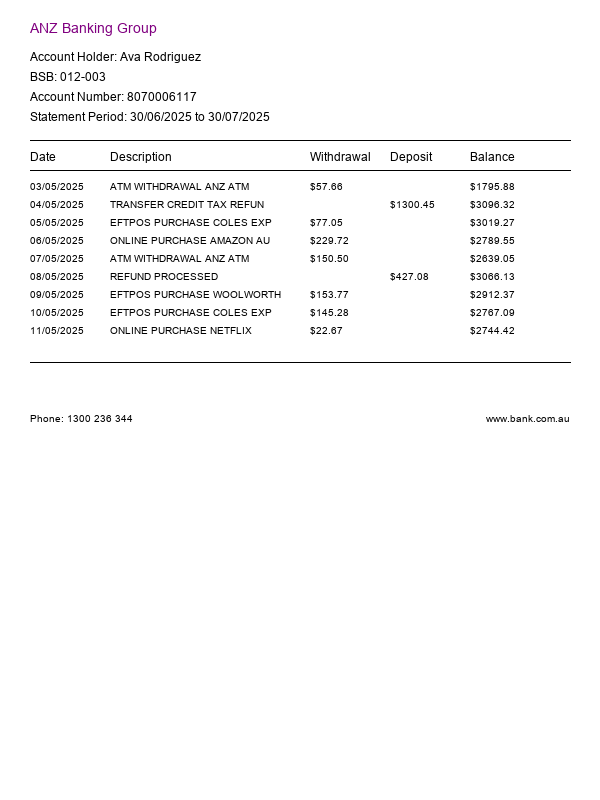 ANZ Banking Group
Account Holder: Ava Rodriguez
BSB: 012-003
Account Number: 8070006117
Statement Period: 30/06/2025 to 30/07/2025
Date Description Withdrawal Deposit Balance
03/05/2025 ATM WITHDRAWAL ANZ ATM $57.66 $1795.88
04/05/2025 TRANSFER CREDIT TAX REFUN $1300.45 $3096.32
05/05/2025 EFTPOS PURCHASE COLES EXP $77.05 $3019.27
06/05/2025 ONLINE PURCHASE AMAZON AU $229.72 $2789.55
07/05/2025 ATM WITHDRAWAL ANZ ATM $150.50 $2639.05
08/05/2025 REFUND PROCESSED $427.08 $3066.13
09/05/2025 EFTPOS PURCHASE WOOLWORTH $153.77 $2912.37
10/05/2025 EFTPOS PURCHASE COLES EXP $145.28 $2767.09
11/05/2025 ONLINE PURCHASE NETFLIX $22.67 $2744.42
Phone: 1300 236 344 www.bank.com.au